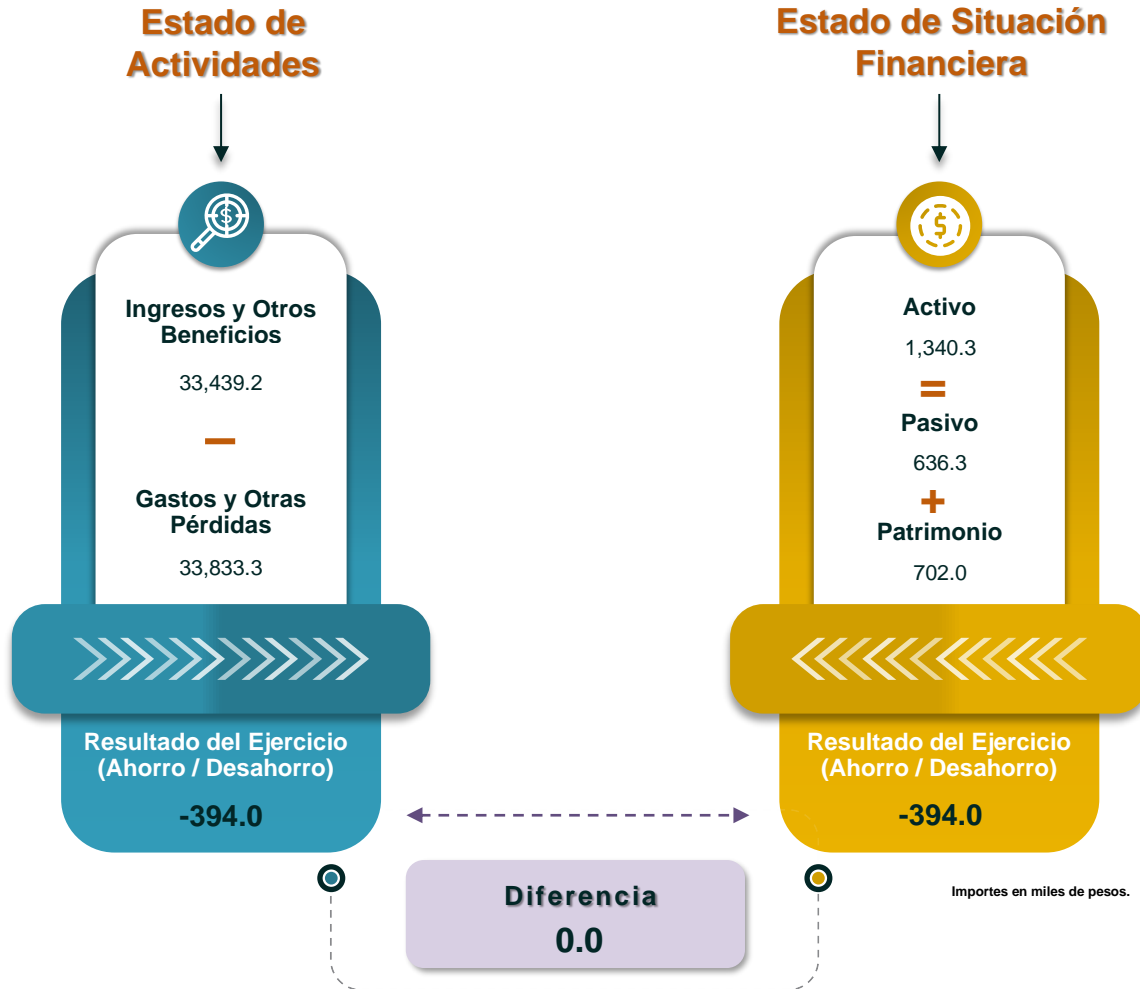 Estado de
Actividades
Ingresos y Otros
Beneficios
33,439.2
–
Gastos y Otras
Pérdidas
33,833.3
Resultado del Ejercicio
(Ahorro / Desahorro)
-394.0
Estado de Situación
Financiera
Activo
1,340.3
=
Pasivo
636.3
+
Patrimonio
702.0
Resultado del Ejercicio
(Ahorro / Desahorro)
-394.0
Diferencia
0.0
Importes en miles de pesos.